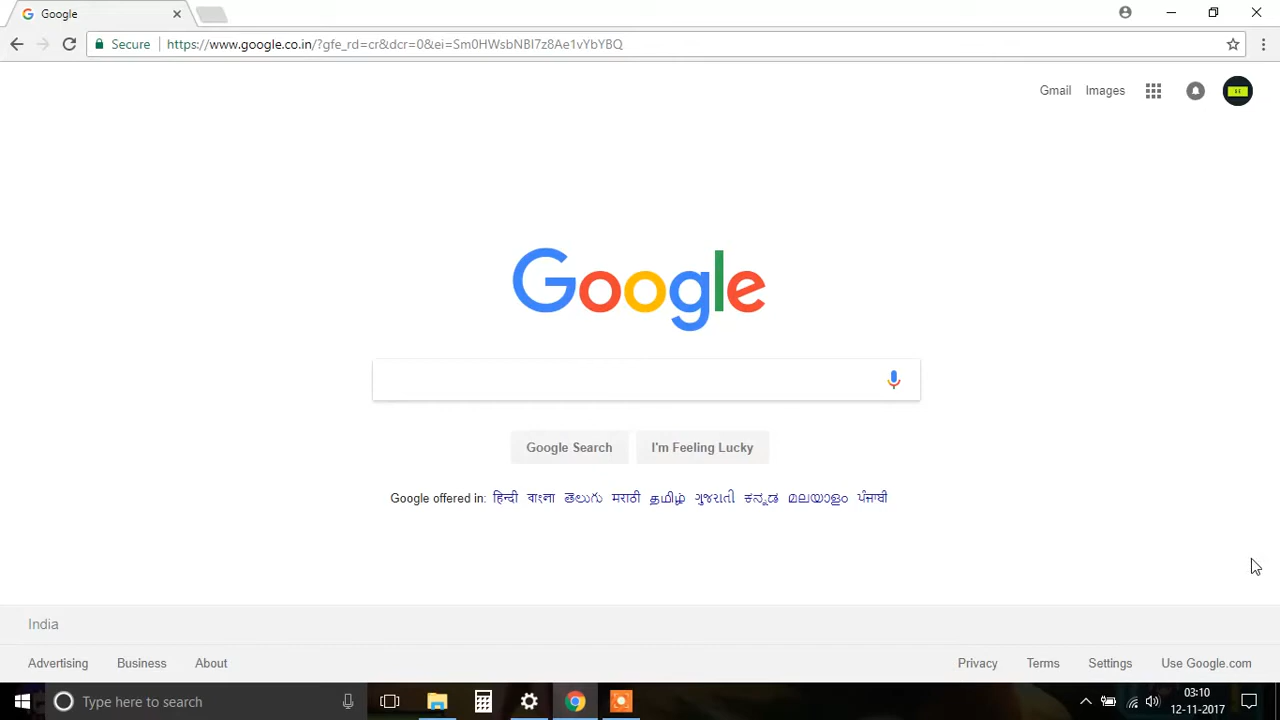 Google
Secure https://www.google.co.in/?gfe_rd=cr&dcr=0&ei=Sm0HWsbNBI7z8Ae1vYbYBQ
Gmail Images
Google
Google Search I'm Feeling Lucky
Google offered in: हिन्दी বাংলা తెలుగు मराठी தமிழ் ગુજરાતી ಕನ್ನಡ മലയാളം ਪੰਜਾਬੀ
India
Advertising Business About Privacy Terms Settings Use Google.com
Type here to search 03:10
12-11-2017